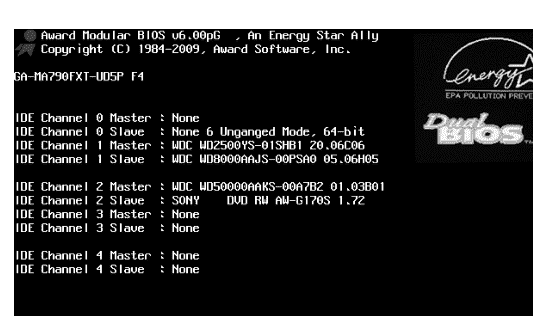 Award Modular BIOS v6.00pG , An Energy Star Ally
Copyright (C) 1984-2009, Award Software, Inc.
GA-MA790FXT-UD5P F4
energy
EPA POLLUTION PREVE
Dual
BIOS
IDE Channel 0 Master : None
IDE Channel 0 Slave : None 6 Unganged Mode, 64-bit
IDE Channel 1 Master : WDC WD2500YS-01SHB1 20.06C06
IDE Channel 1 Slave : WDC WD8000AAJS-00PSA0 05.06H05
IDE Channel 2 Master : WDC WD50000AAKS-00A7B2 01.03B01
IDE Channel 2 Slave : SONY DVD RW AW-G170S 1.72
IDE Channel 3 Master : None
IDE Channel 3 Slave : None
IDE Channel 4 Master : None
IDE Channel 4 Slave : None